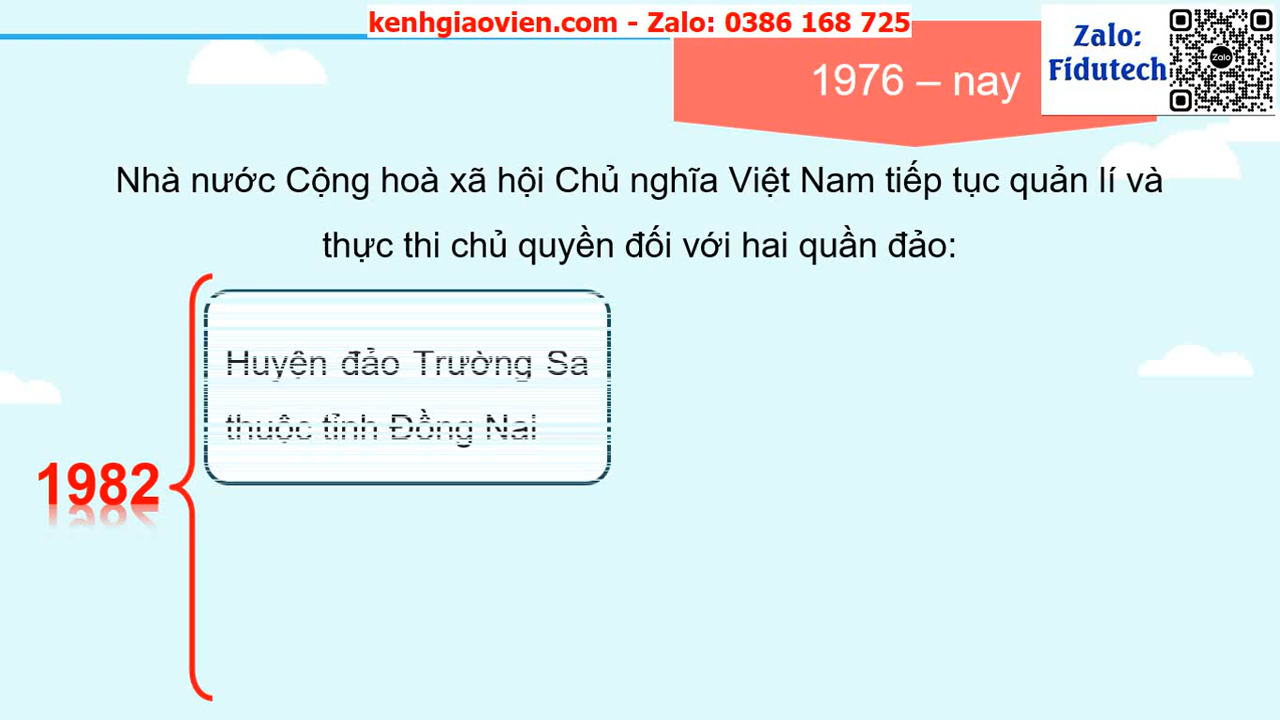 kenhgiaovien.com - Zalo: 0386 168 725
Zalo:
Fidutech
Zalo
1976 – nay
Nhà nước Cộng hoà xã hội Chủ nghĩa Việt Nam tiếp tục quản lí và
thực thi chủ quyền đối với hai quần đảo:
Huyện đảo Trường Sa
thuộc tỉnh Đồng Nai
1982